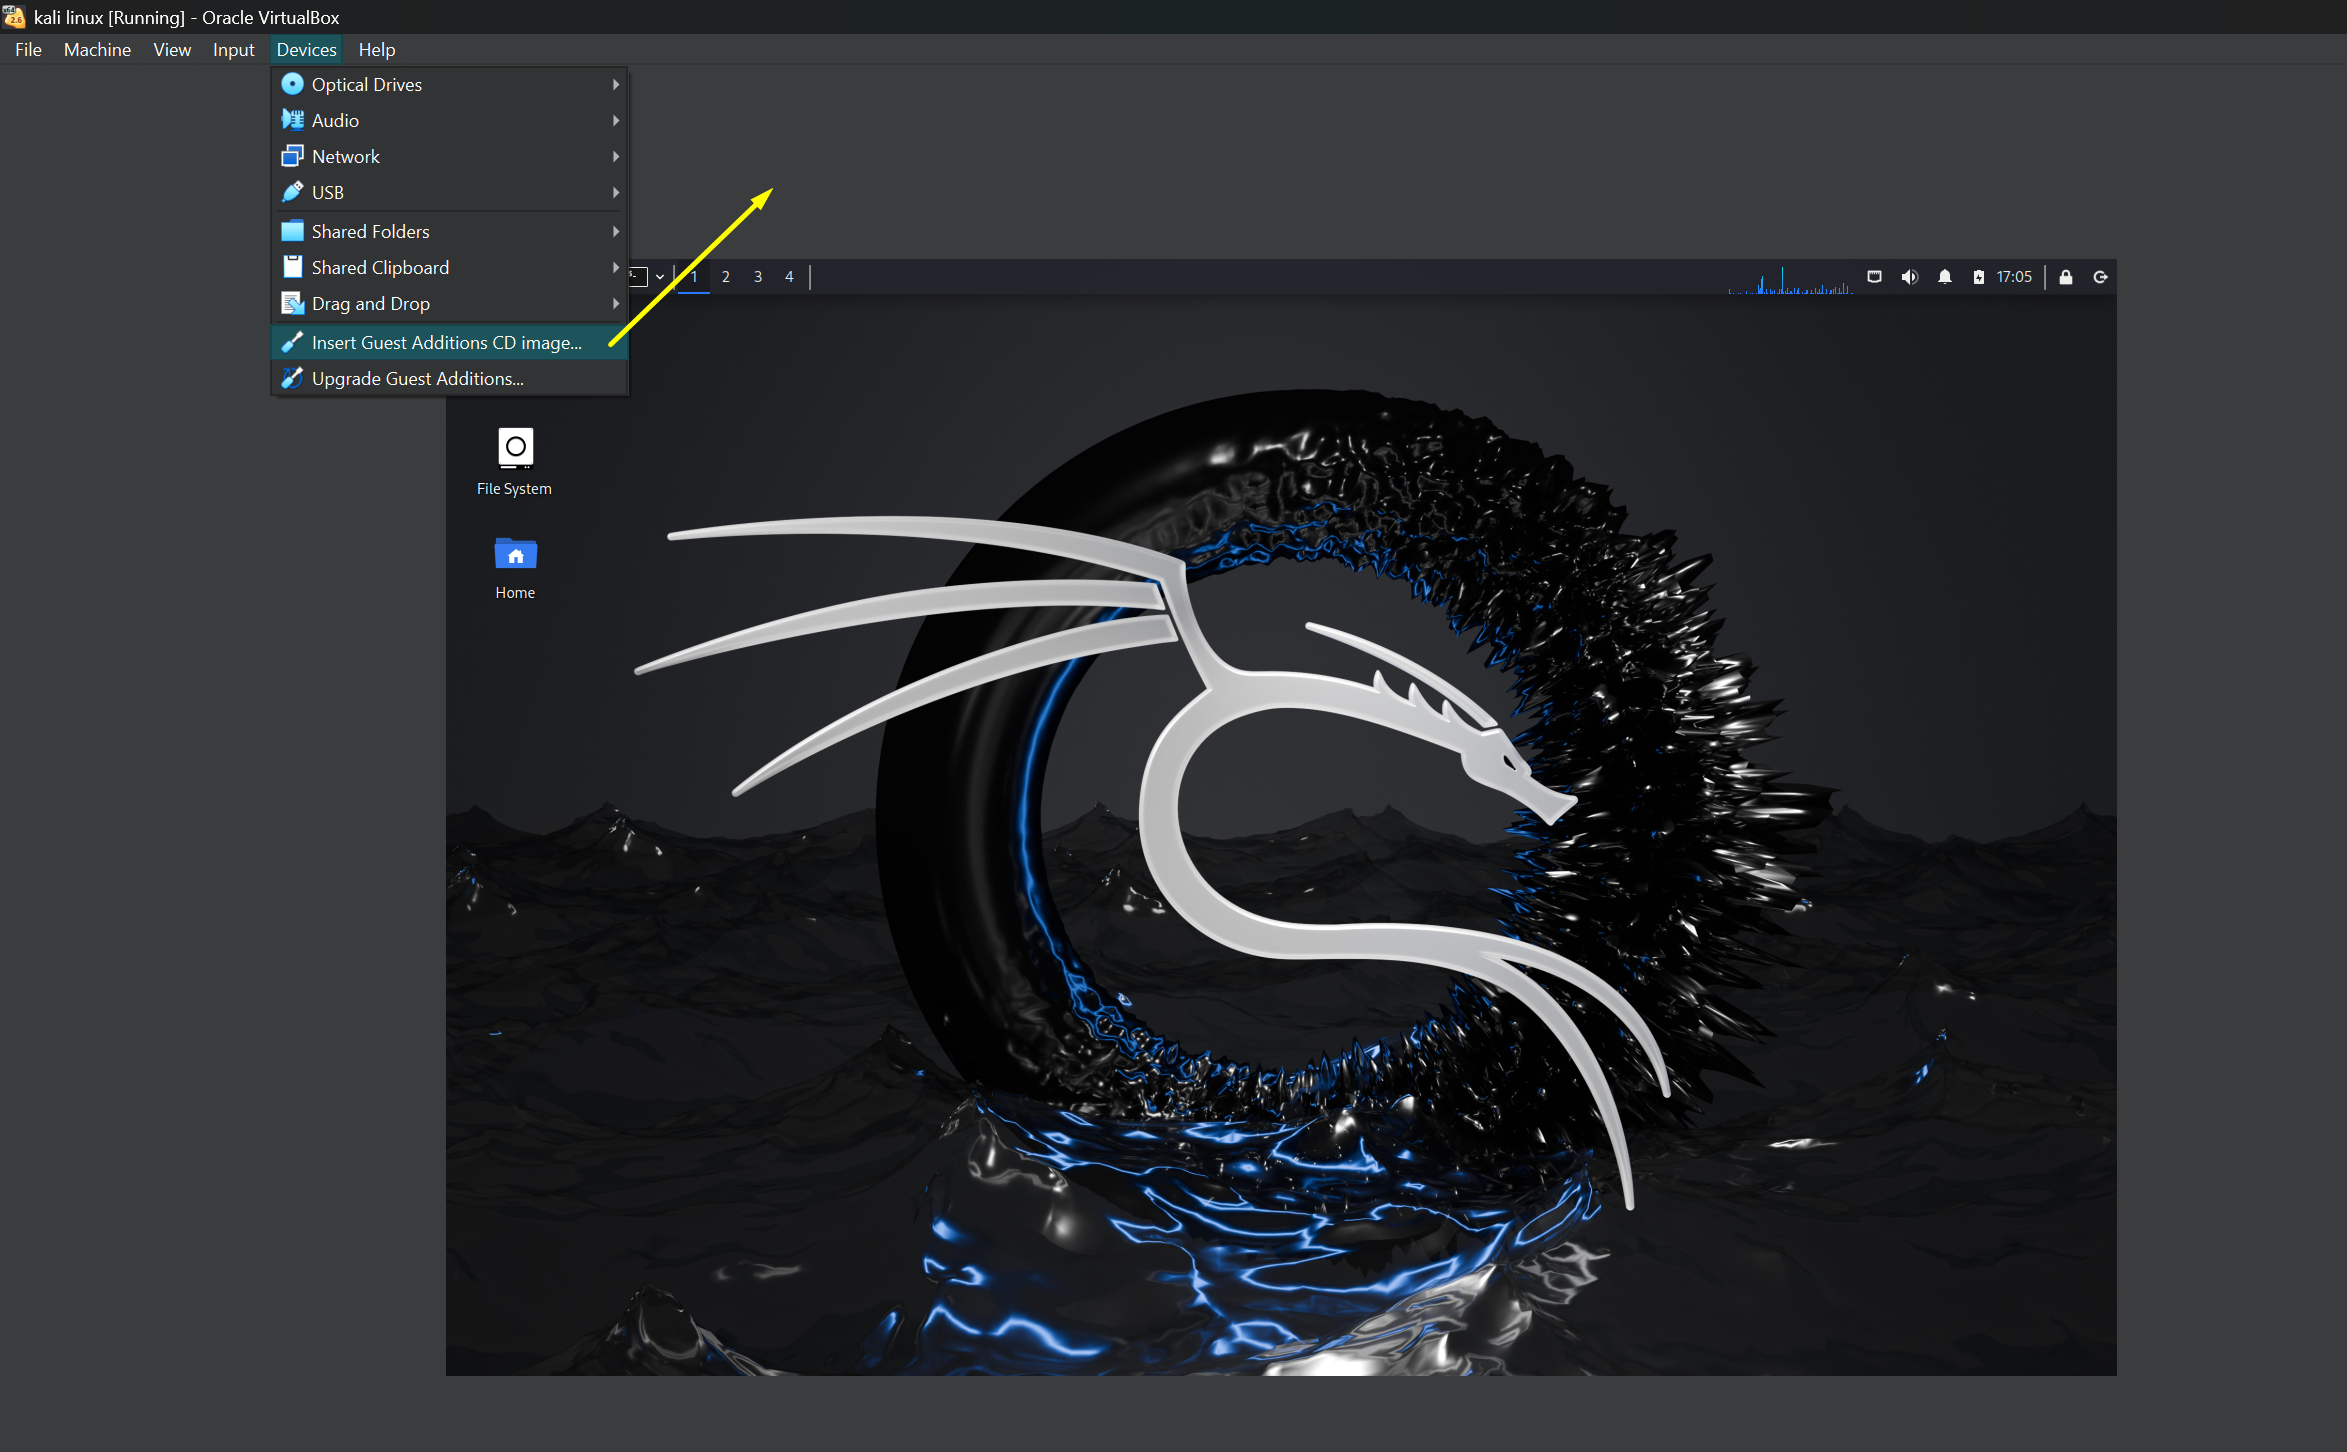 kali linux [Running] - Oracle VirtualBox
File Machine View Input Devices Help
Optical Drives
Audio
Network
USB
Shared Folders
Shared Clipboard
Drag and Drop
Insert Guest Additions CD image...
Upgrade Guest Additions...
1 2 3 4
17:05
File System
Home